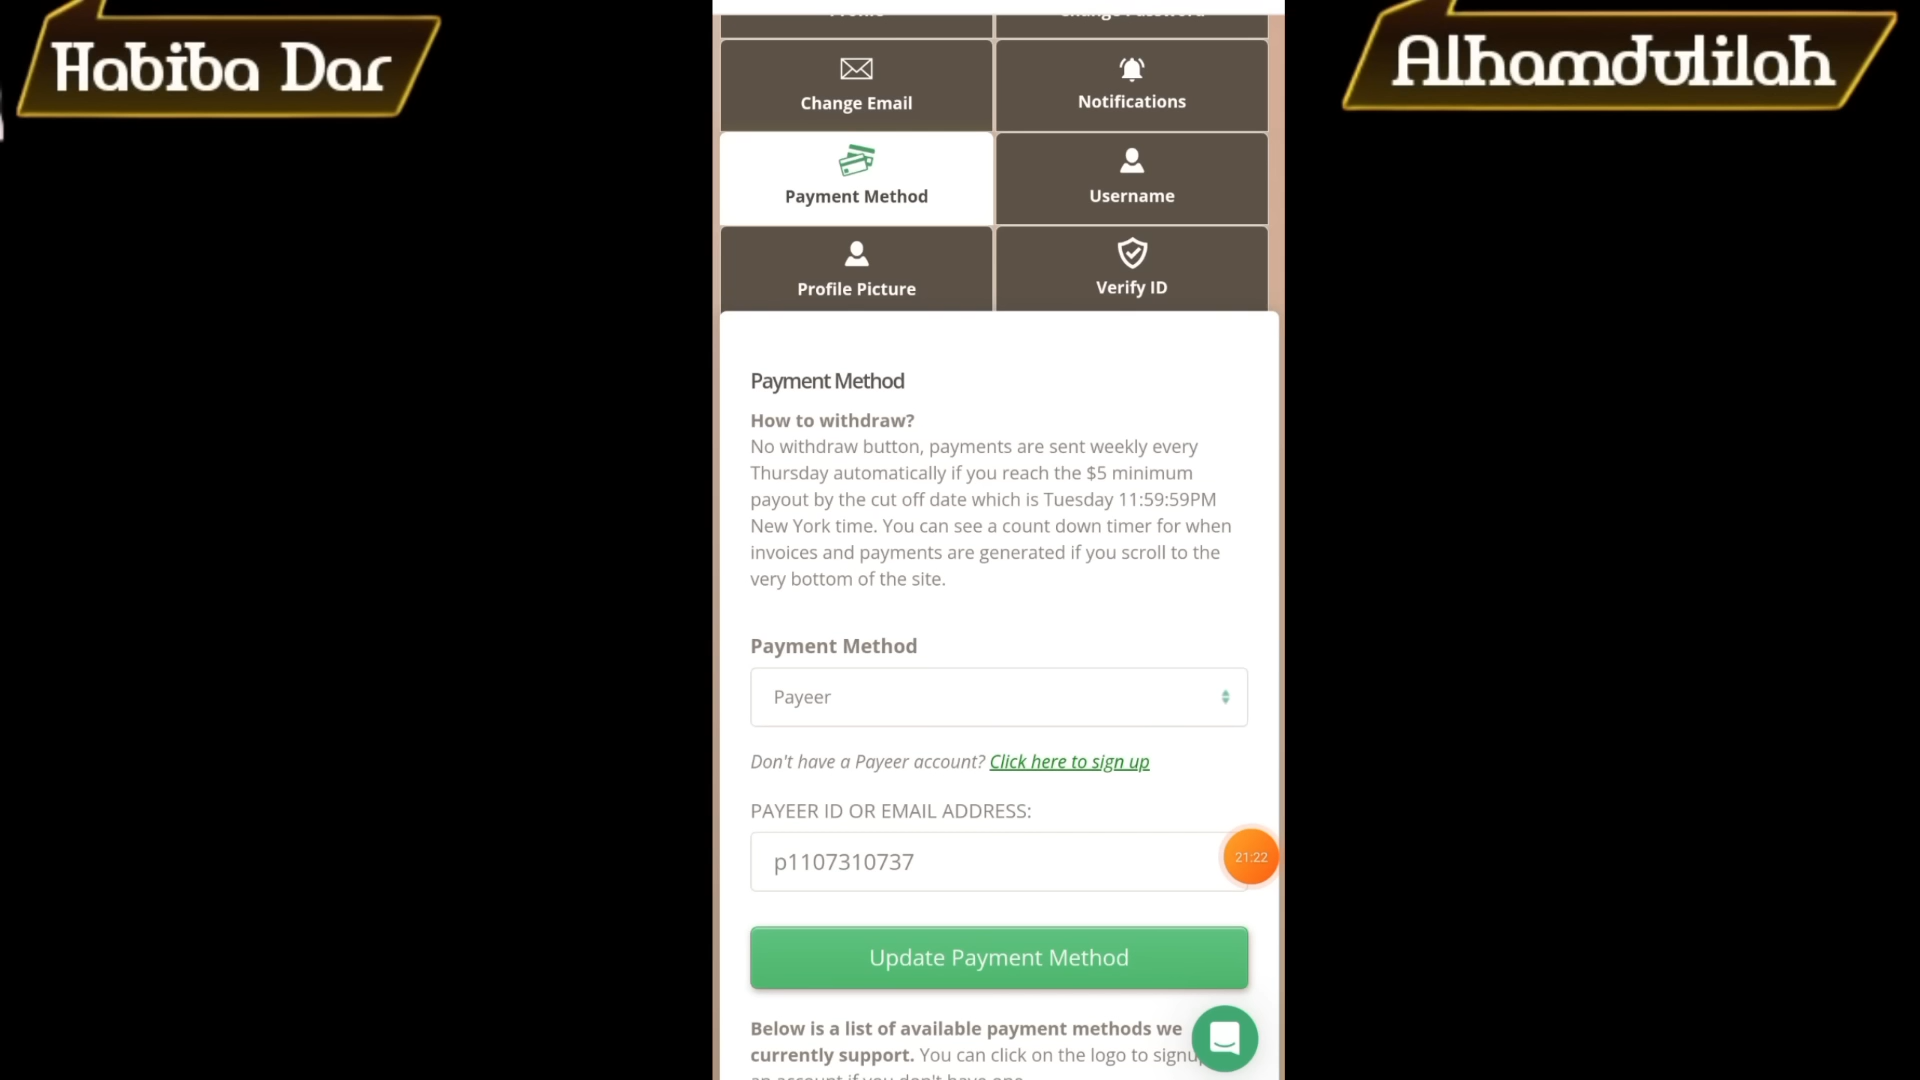 Habiba Dar
Alhamdulilah
Change Email
Notifications
Payment Method
Username
Profile Picture
Verify ID
Payment Method
How to withdraw?
No withdraw button, payments are sent weekly every
Thursday automatically if you reach the $5 minimum
payout by the cut off date which is Tuesday 11:59:59PM
New York time. You can see a count down timer for when
invoices and payments are generated if you scroll to the
very bottom of the site.
Payment Method
Payeer
Don't have a Payeer account? Click here to sign up
PAYEER ID OR EMAIL ADDRESS:
p1107310737
21:22
Update Payment Method
Below is a list of available payment methods we
currently support. You can click on the logo to